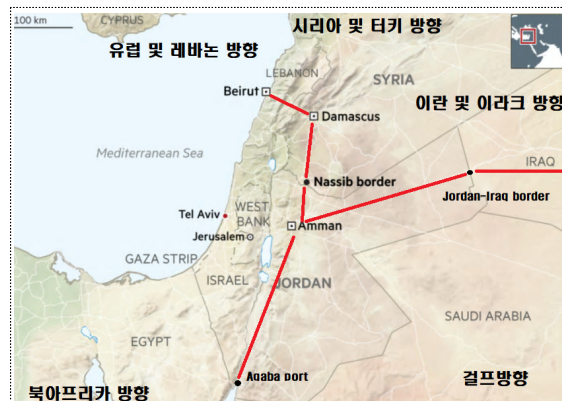 100 km
CYPRUS
시리아 및 터키 방향
유럽 및 레바논 방향
LEBANON
SYRIA
Beirut
이란 및 이라크 방향
Damascus
Mediterranean Sea
IRAQ
Nassib border
Jordan-Iraq border
Tel Aviv
WEST
BANK
Amman
Jerusalem
GAZA STRIP
ISRAEL
JORDAN
SAUDI ARABIA
EGYPT
Aqaba port
걸프방향
북아프리카 방향